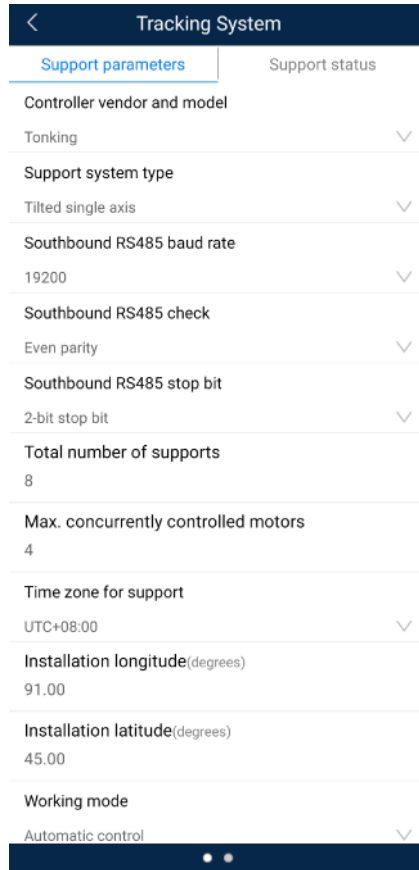 Tracking System
Support parameters Support status
Controller vendor and model
Tonking
Support system type
Tilted single axis
Southbound RS485 baud rate
19200
Southbound RS485 check
Even parity
Southbound RS485 stop bit
2-bit stop bit
Total number of supports
8
Max. concurrently controlled motors
4
Time zone for support
UTC+08:00
Installation longitude(degrees)
91.00
Installation latitude(degrees)
45.00
Working mode
Automatic control